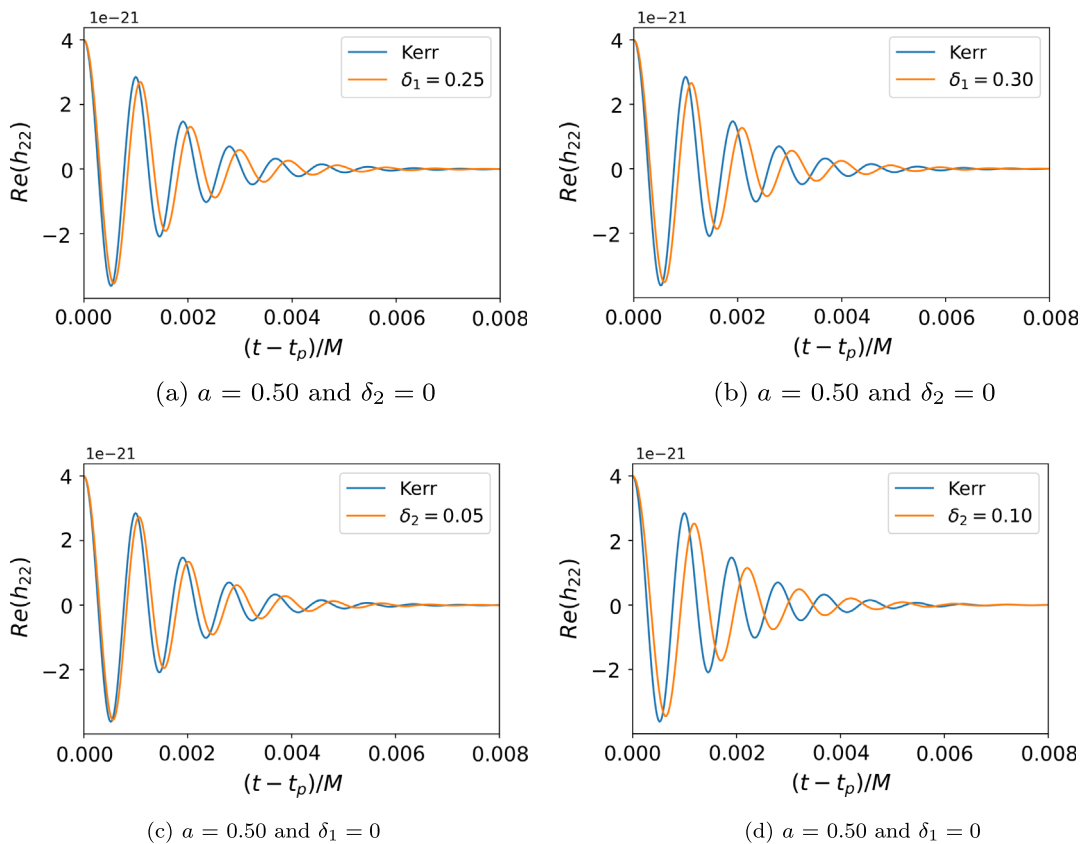 1e−21
4
2
0
−2
Re(h₂₂)
Kerr
δ₁ = 0.25
0.000 0.002 0.004 0.006 0.008
(t − tₚ)/M
(a) a = 0.50 and δ₂ = 0
1e−21
4
2
0
−2
Re(h₂₂)
Kerr
δ₁ = 0.30
0.000 0.002 0.004 0.006 0.008
(t − tₚ)/M
(b) a = 0.50 and δ₂ = 0
1e−21
4
2
0
−2
Re(h₂₂)
Kerr
δ₂ = 0.05
0.000 0.002 0.004 0.006 0.008
(t − tₚ)/M
(c) a = 0.50 and δ₁ = 0
1e−21
4
2
0
−2
Re(h₂₂)
Kerr
δ₂ = 0.10
0.000 0.002 0.004 0.006 0.008
(t − tₚ)/M
(d) a = 0.50 and δ₁ = 0